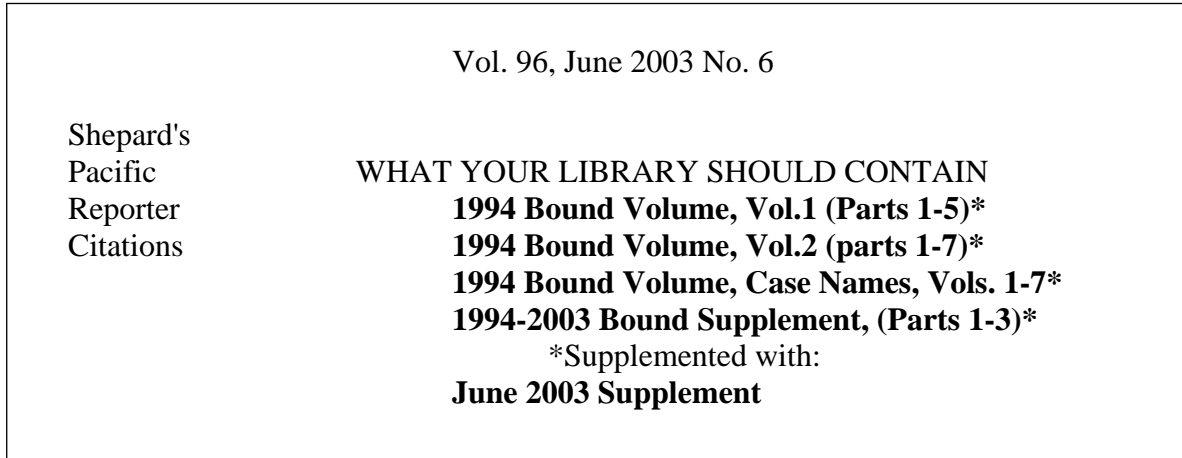 Vol. 96, June 2003 No. 6
Shepard's
Pacific WHAT YOUR LIBRARY SHOULD CONTAIN
Reporter 1994 Bound Volume, Vol.1 (Parts 1-5)*
Citations 1994 Bound Volume, Vol.2 (parts 1-7)*
1994 Bound Volume, Case Names, Vols. 1-7*
1994-2003 Bound Supplement, (Parts 1-3)*
*Supplemented with:
June 2003 Supplement